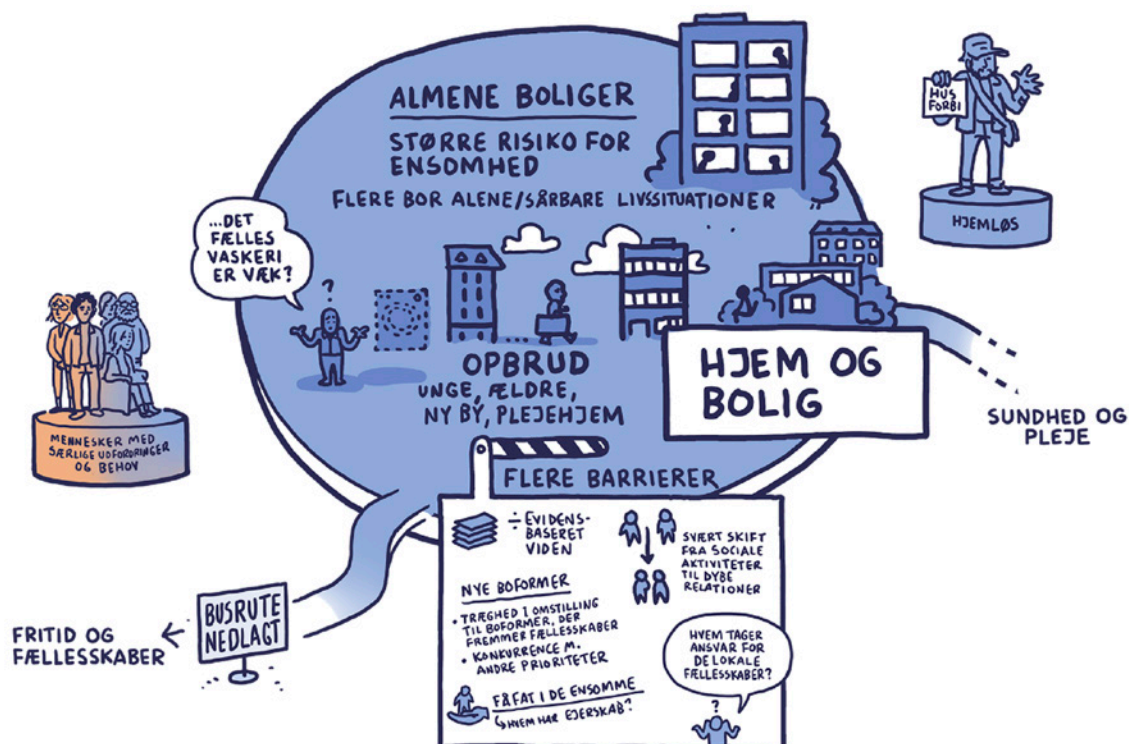 ALMENE BOLIGER
STØRRE RISIKO FOR
ENSOMHED
FLERE BOR ALENE/SÅRBARE LIVSSITUATIONER
HUS
FORBI
HJEMLØS
...DET
FÆLLES
VASKERI
ER VÆK?
?
MENNESKER MED
SÆRLIGE UDFORDRINGER
OG BEHOV
OPBRUD
UNGE, ÆLDRE,
NY BY, PLEJEHJEM
HJEM OG
BOLIG
SUNDHED OG
PLEJE
FLERE BARRIERER
÷ EVIDENS-
BASERET
VIDEN
SVÆRT SKIFT
FRA SOCIALE
AKTIVITETER
TIL DYBE
RELATIONER
NYE BOFORMER
• TRÆGHED I OMSTILLING
TIL BOFORMER, DER
FREMMER FÆLLESSKABER
• KONKURRENCE M.
ANDRE PRIORITETER
FÅ FAT I DE ENSOMME
↳ HVEM HAR EJERSKAB?
HVEM TAGER
ANSVAR FOR
DE LOKALE
FÆLLESSKABER?
?
BUSRUTE
NEDLAGT
FRITID OG
FÆLLESSKABER